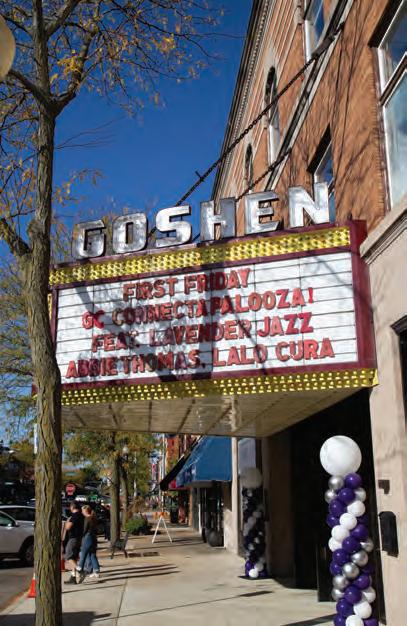 GOSHEN
FIRST FRIDAY
GC CONNECTAPALOOZA!
FEAT. LAVENDER JAZZ
ABBIE THOMAS, LALO CURA